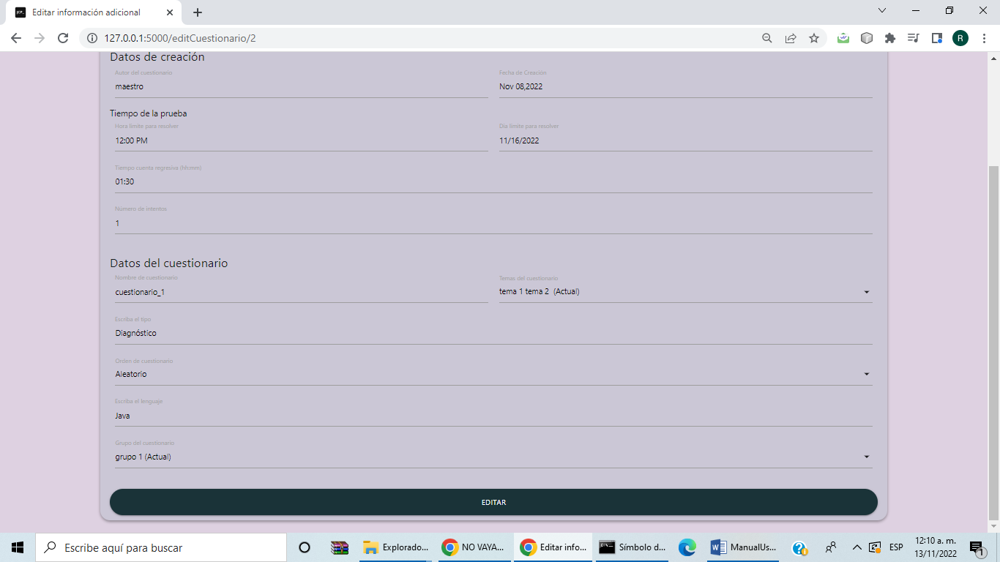 Editar información adicional
127.0.0.1:5000/editCuestionario/2
R
Datos de creación
Autor del cuestionario
Fecha de Creación
maestro
Nov 08,2022
Tiempo de la prueba
Hora limite para resolver
Día límite para resolver
12:00 PM
11/16/2022
Tiempo cuenta regresiva (hh:mm)
01:30
Número de intentos
1
Datos del cuestionario
Nombre de cuestionario
Temas del cuestionario
cuestionario_1
tema 1 tema 2 (Actual)
Escriba el tipo
Diagnóstico
Orden de cuestionario
Aleatorio
Escriba el lenguaje
Java
Grupo del cuestionario
grupo 1 (Actual)
EDITAR
Escribe aquí para buscar
Explorado...
NO VAYA...
Editar info...
Símbolo d...
ManualUs...
ESP
12:10 a. m.
13/11/2022
1